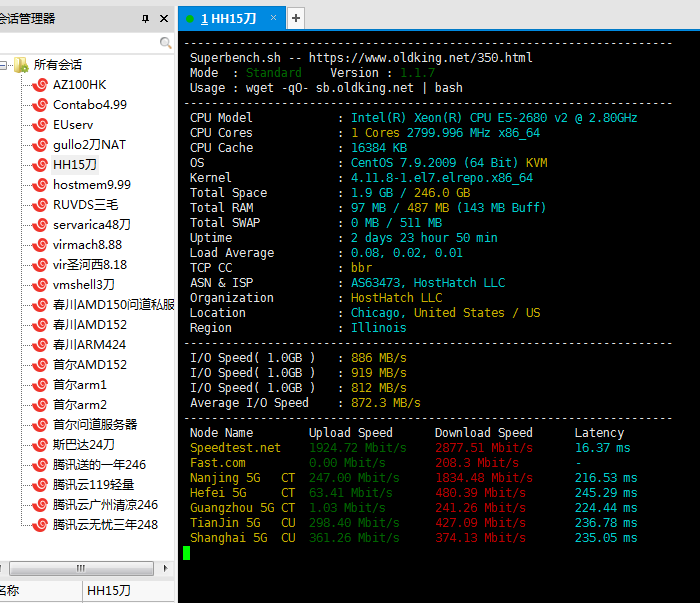 会话管理器
1 HH15刀 × +
所有会话
AZ100HK
Contabo4.99
EUserv
gullo2刀NAT
HH15刀
hostmem9.99
RUVDS三毛
servarica48刀
virmach8.88
vir圣河西8.18
vmshell3刀
春川AMD150问道私服
春川AMD152
春川ARM424
首尔AMD152
首尔arm1
首尔arm2
首尔问道服务器
斯巴达24刀
腾讯送的一年246
腾讯云119轻量
腾讯云广州清凉246
腾讯云无忧三年248
名称 HH15刀
Superbench.sh -- https://www.oldking.net/350.html
Mode : Standard Version : 1.1.7
Usage : wget -qO- sb.oldking.net | bash
CPU Model : Intel(R) Xeon(R) CPU E5-2680 v2 @ 2.80GHz
CPU Cores : 1 Cores 2799.996 MHz x86_64
CPU Cache : 16384 KB
OS : CentOS 7.9.2009 (64 Bit) KVM
Kernel : 4.11.8-1.el7.elrepo.x86_64
Total Space : 1.9 GB / 246.0 GB
Total RAM : 97 MB / 487 MB (143 MB Buff)
Total SWAP : 0 MB / 511 MB
Uptime : 2 days 23 hour 50 min
Load Average : 0.08, 0.02, 0.01
TCP CC : bbr
ASN & ISP : AS63473, HostHatch LLC
Organization : HostHatch LLC
Location : Chicago, United States / US
Region : Illinois
I/O Speed( 1.0GB ) : 886 MB/s
I/O Speed( 1.0GB ) : 919 MB/s
I/O Speed( 1.0GB ) : 812 MB/s
Average I/O Speed : 872.3 MB/s
Node Name Upload Speed Download Speed Latency
Speedtest.net 1924.72 Mbit/s 2877.51 Mbit/s 16.37 ms
Fast.com 0.00 Mbit/s 298.3 Mbit/s -
Nanjing 5G CT 247.00 Mbit/s 1834.48 Mbit/s 216.53 ms
Hefei 5G CT 63.41 Mbit/s 480.39 Mbit/s 245.29 ms
Guangzhou 5G CT 1.03 Mbit/s 241.26 Mbit/s 224.44 ms
TianJin 5G CU 298.40 Mbit/s 427.09 Mbit/s 236.78 ms
Shanghai 5G CU 361.26 Mbit/s 374.13 Mbit/s 235.05 ms